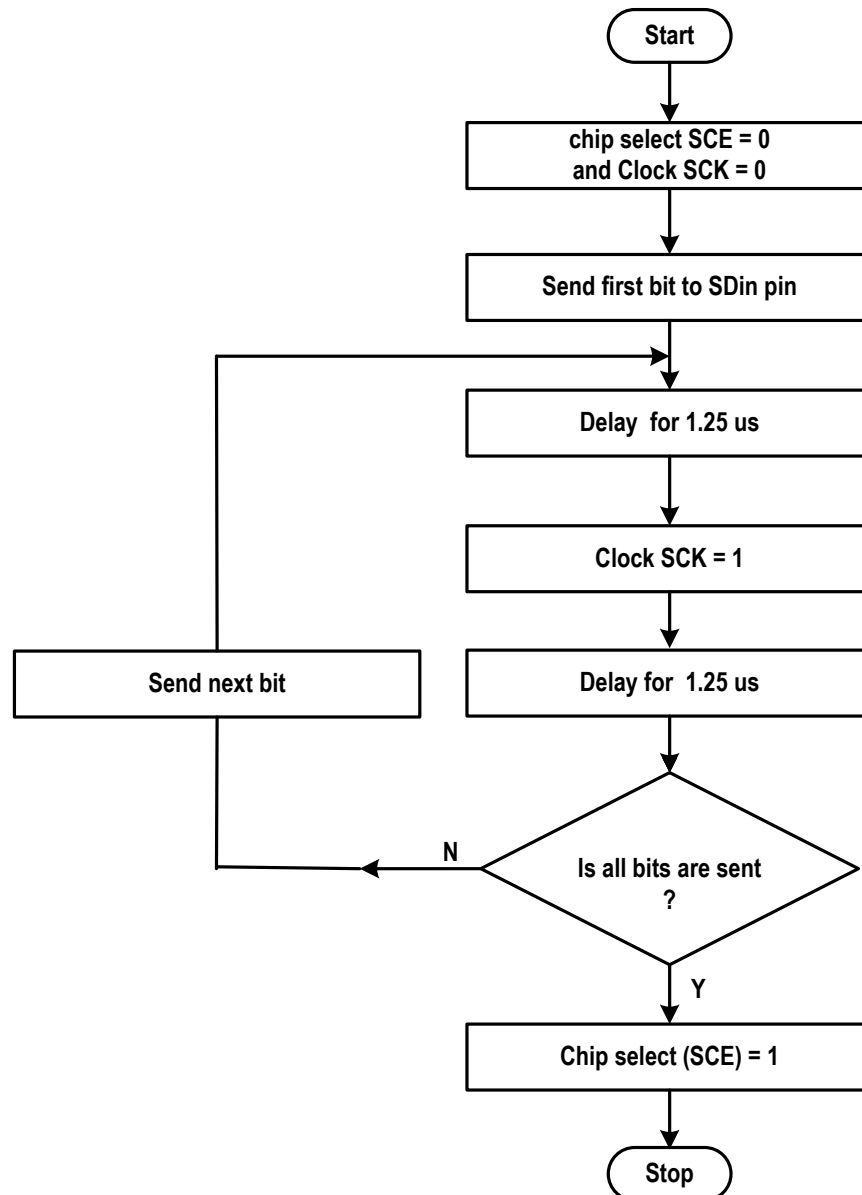 Start
chip select SCE = 0
and Clock SCK = 0
Send first bit to SDin pin
Delay for 1.25 us
Clock SCK = 1
Send next bit
Delay for 1.25 us
N
Is all bits are sent
?
Y
Chip select (SCE) = 1
Stop